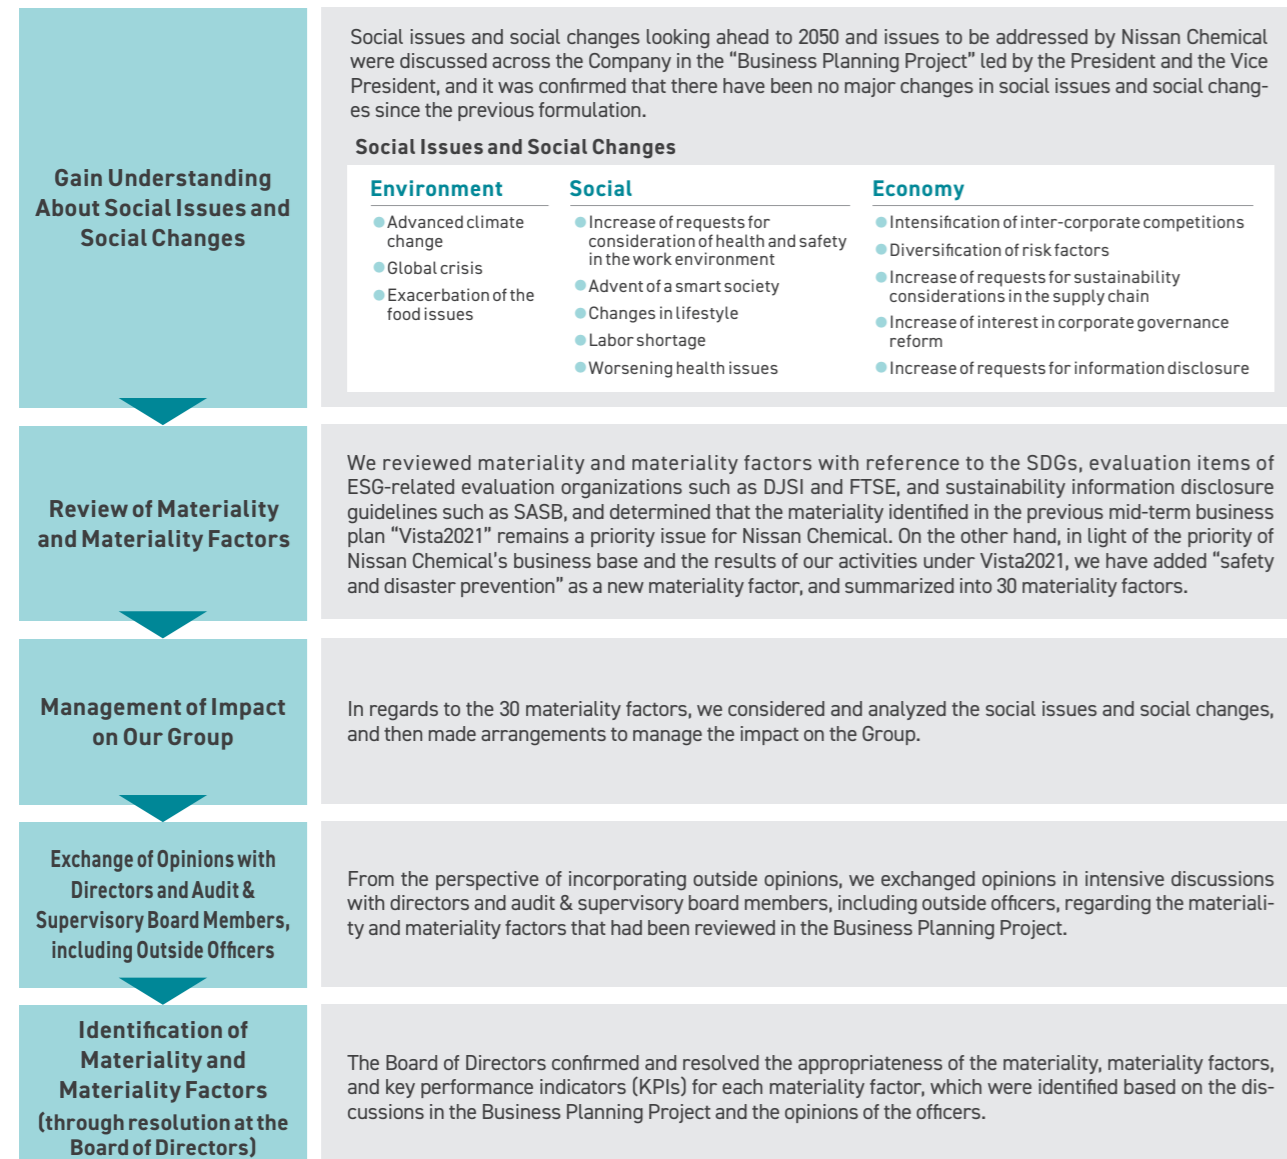 Gain Understanding
About Social Issues and
Social Changes
Social issues and social changes looking ahead to 2050 and issues to be addressed by Nissan Chemical
were discussed across the Company in the “Business Planning Project” led by the President and the Vice
President, and it was confirmed that there have been no major changes in social issues and social chang-
es since the previous formulation.
Social Issues and Social Changes
Environment
●Advanced climate
change
●Global crisis
●Exacerbation of the
food issues
Social
●Increase of requests for
consideration of health and safety
in the work environment
●Advent of a smart society
●Changes in lifestyle
●Labor shortage
●Worsening health issues
Economy
●Intensification of inter-corporate competitions
●Diversification of risk factors
●Increase of requests for sustainability
considerations in the supply chain
●Increase of interest in corporate governance
reform
●Increase of requests for information disclosure
Review of Materiality
and Materiality Factors
We reviewed materiality and materiality factors with reference to the SDGs, evaluation items of
ESG-related evaluation organizations such as DJSI and FTSE, and sustainability information disclosure
guidelines such as SASB, and determined that the materiality identified in the previous mid-term business
plan “Vista2021” remains a priority issue for Nissan Chemical. On the other hand, in light of the priority of
Nissan Chemical’s business base and the results of our activities under Vista2021, we have added “safety
and disaster prevention” as a new materiality factor, and summarized into 30 materiality factors.
Management of Impact
on Our Group
In regards to the 30 materiality factors, we considered and analyzed the social issues and social changes,
and then made arrangements to manage the impact on the Group.
Exchange of Opinions with
Directors and Audit &
Supervisory Board Members,
including Outside Officers
From the perspective of incorporating outside opinions, we exchanged opinions in intensive discussions
with directors and audit & supervisory board members, including outside officers, regarding the materiali-
ty and materiality factors that had been reviewed in the Business Planning Project.
Identification of
Materiality and
Materiality Factors
(through resolution at the
Board of Directors)
The Board of Directors confirmed and resolved the appropriateness of the materiality, materiality factors,
and key performance indicators (KPIs) for each materiality factor, which were identified based on the dis-
cussions in the Business Planning Project and the opinions of the officers.